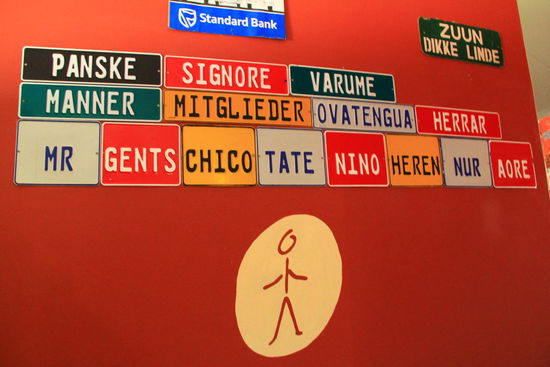 Standard Bank
ZUUN
DIKKE LINDE
PANSKE SIGNORE VARUME
MANNER MITGLIEDER OVATENGUA HERRAR
MR GENTS CHICO TATE NINO HEREN NUR AORE